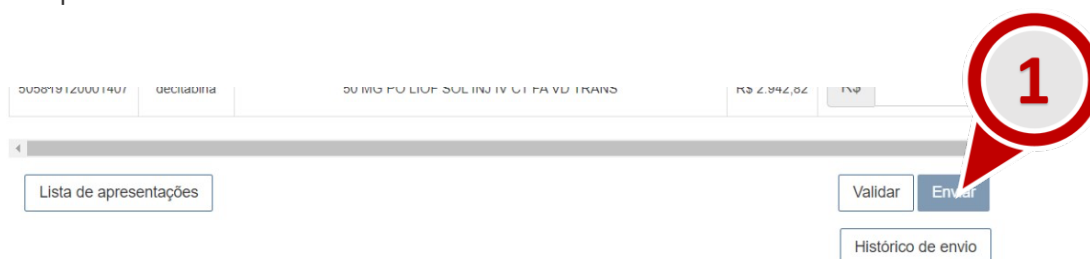 1
505819120001407 decitabina 50 MG PO LIOF SOL INJ IV CT FA VD TRANS R$ 2.942,82 R$
Lista de apresentações Validar Enviar
Histórico de envio